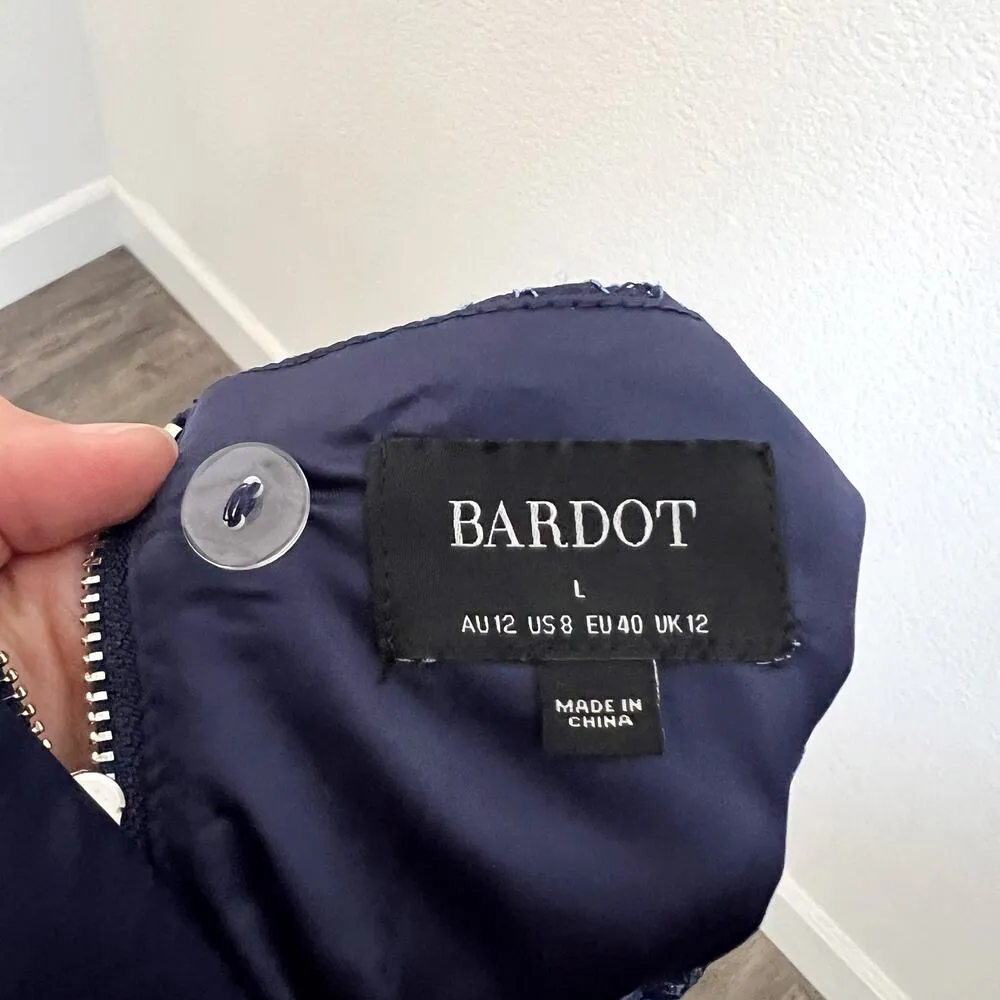 BARDOT
L
AU 12 US 8 EU 40 UK 12
MADE IN
CHINA